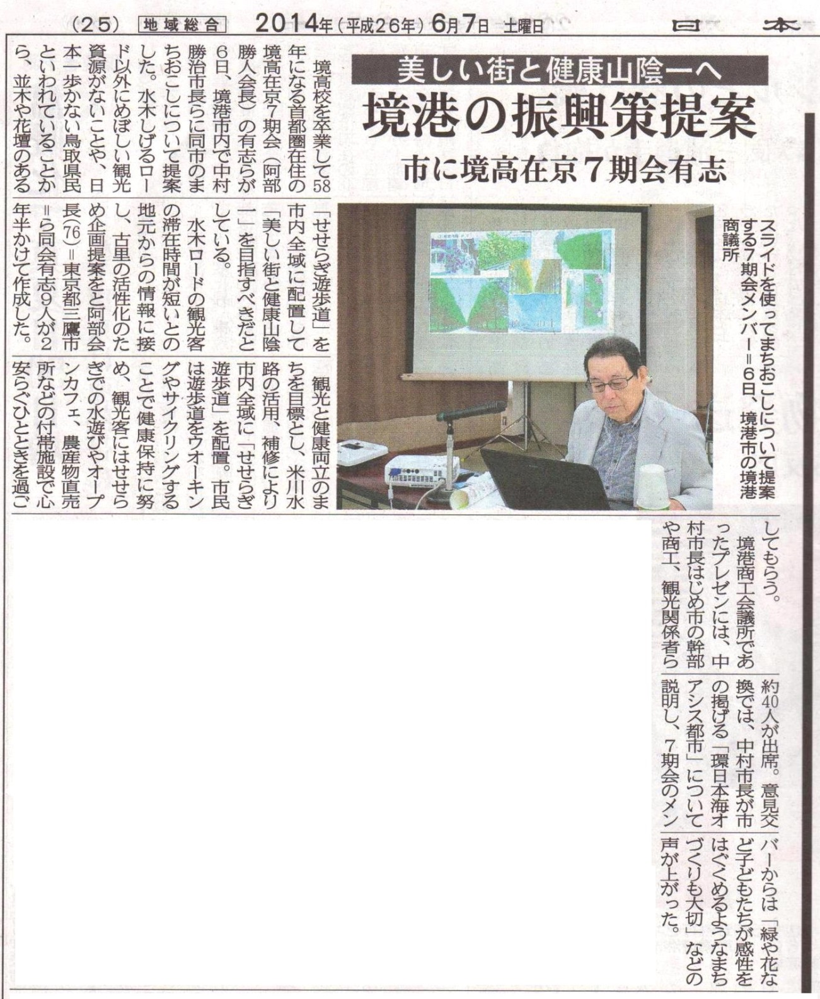 (25) 地域総合 2014年(平成26年)6月7日 土曜日 日本
美しい街と健康山陰一へ
境港の振興策提案
市に境高在京7期会有志
境高校を卒業して58
年になる首都圏在住の
境高在京7期会(阿部
勝人会長)の有志らが
6日、境港市内で中村
勝治市長らに同市のま
ちおこしについて提案
した。水木しげるロー
ド以外にめぼしい観光
資源がないことや、日
本一歩かない鳥取県民
といわれていることか
ら、並木や花壇のある
「せせらぎ遊歩道」を
市内全域に配置して
「美しい街と健康山陰
一」を目指すべきだと
している。
水木ロードの観光客
の滞在時間が短いとの
地元からの情報に接
し、古里の活性化のた
め企画提案をと阿部会
長(76)=東京都三鷹市
=ら同会有志9人が2
年半かけて作成した。
観光と健康両立のま
ちを目標とし、米川水
路の活用、補修により
市内全域に「せせらぎ
遊歩道」を配置。市民
は遊歩道をウオーキン
グやサイクリングする
ことで健康保持に努
め、観光客にはせせら
ぎでの水遊びやオープ
ンカフェ、農産物直売
所などの付帯施設で心
安らぐひとときを過ご
スライドを使ってまちおこしについて提案
する7期会メンバー=6日、境港市の境港
商議所
してもらう。
境港商工会議所であ
ったプレゼンには、中
村市長はじめ市の幹部
や商工、観光関係者ら
約40人が出席。意見交
換では、中村市長が市
の掲げる「環日本海オ
アシス都市」について
説明し、7期会のメン
バーからは「緑や花な
ど子どもたちが感性を
はぐくめるようなまち
づくりも大切」などの
声が上がった。